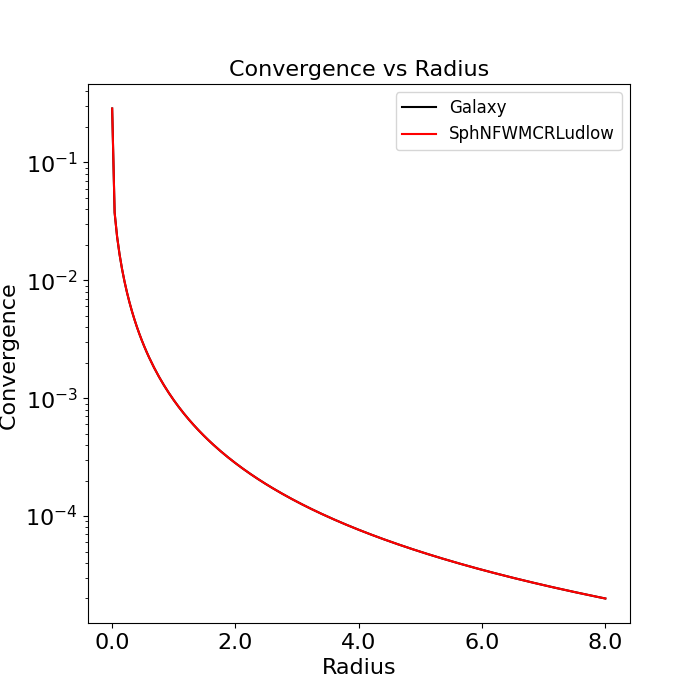 Convergence vs Radius
Galaxy
SphNFWMCRLudlow
10⁻¹
10⁻²
10⁻³
10⁻⁴
Convergence
0.0 2.0 4.0 6.0 8.0
Radius